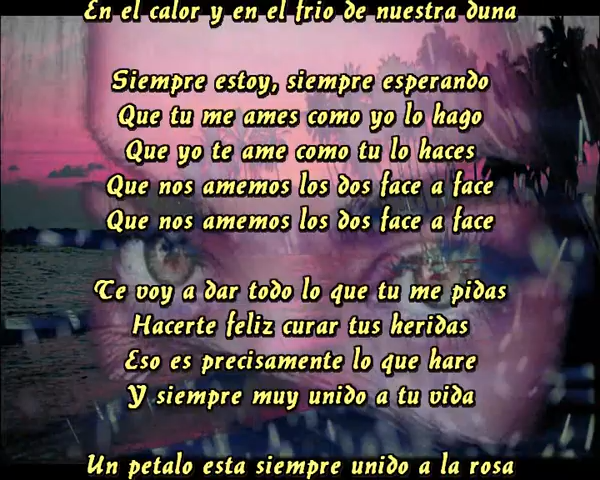 En el calor y en el frio de nuestra duna
Siempre estoy, siempre esperando
Que tu me ames como yo lo hago
Que yo te ame como tu lo haces
Que nos amemos los dos face a face
Que nos amemos los dos face a face
Te voy a dar todo lo que tu me pidas
Hacerte feliz curar tus heridas
Eso es precisamente lo que hare
Y siempre muy unido a tu vida
Un petalo esta siempre unido a la rosa